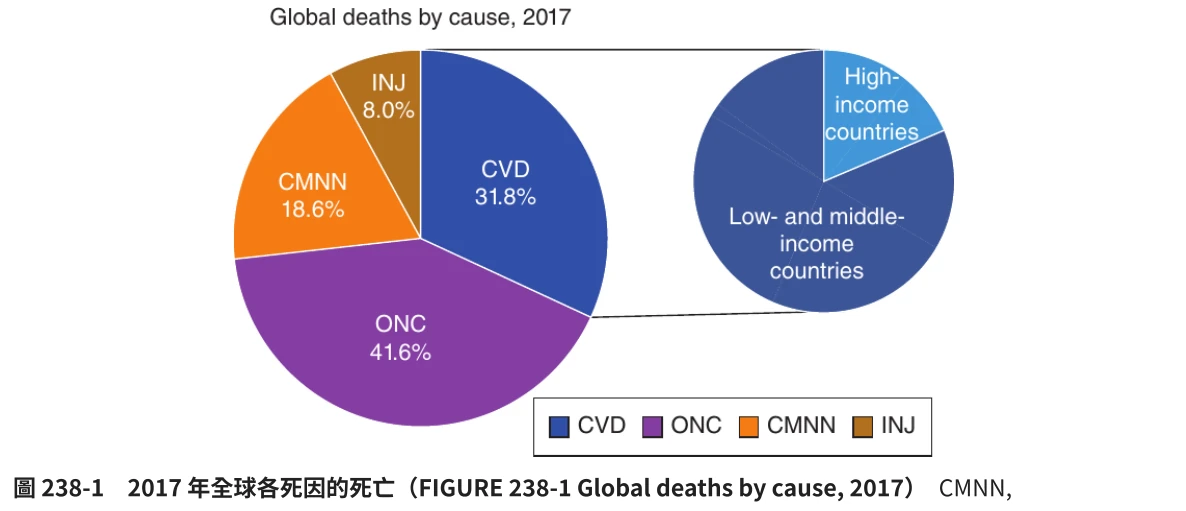 Global deaths by cause, 2017
INJ
8.0%
CVD
31.8%
CMNN
18.6%
ONC
41.6%
High-
income
countries
Low- and middle-
income
countries
CVD ONC CMNN INJ
圖 238-1 2017 年全球各死因的死亡（FIGURE 238-1 Global deaths by cause, 2017） CMNN,